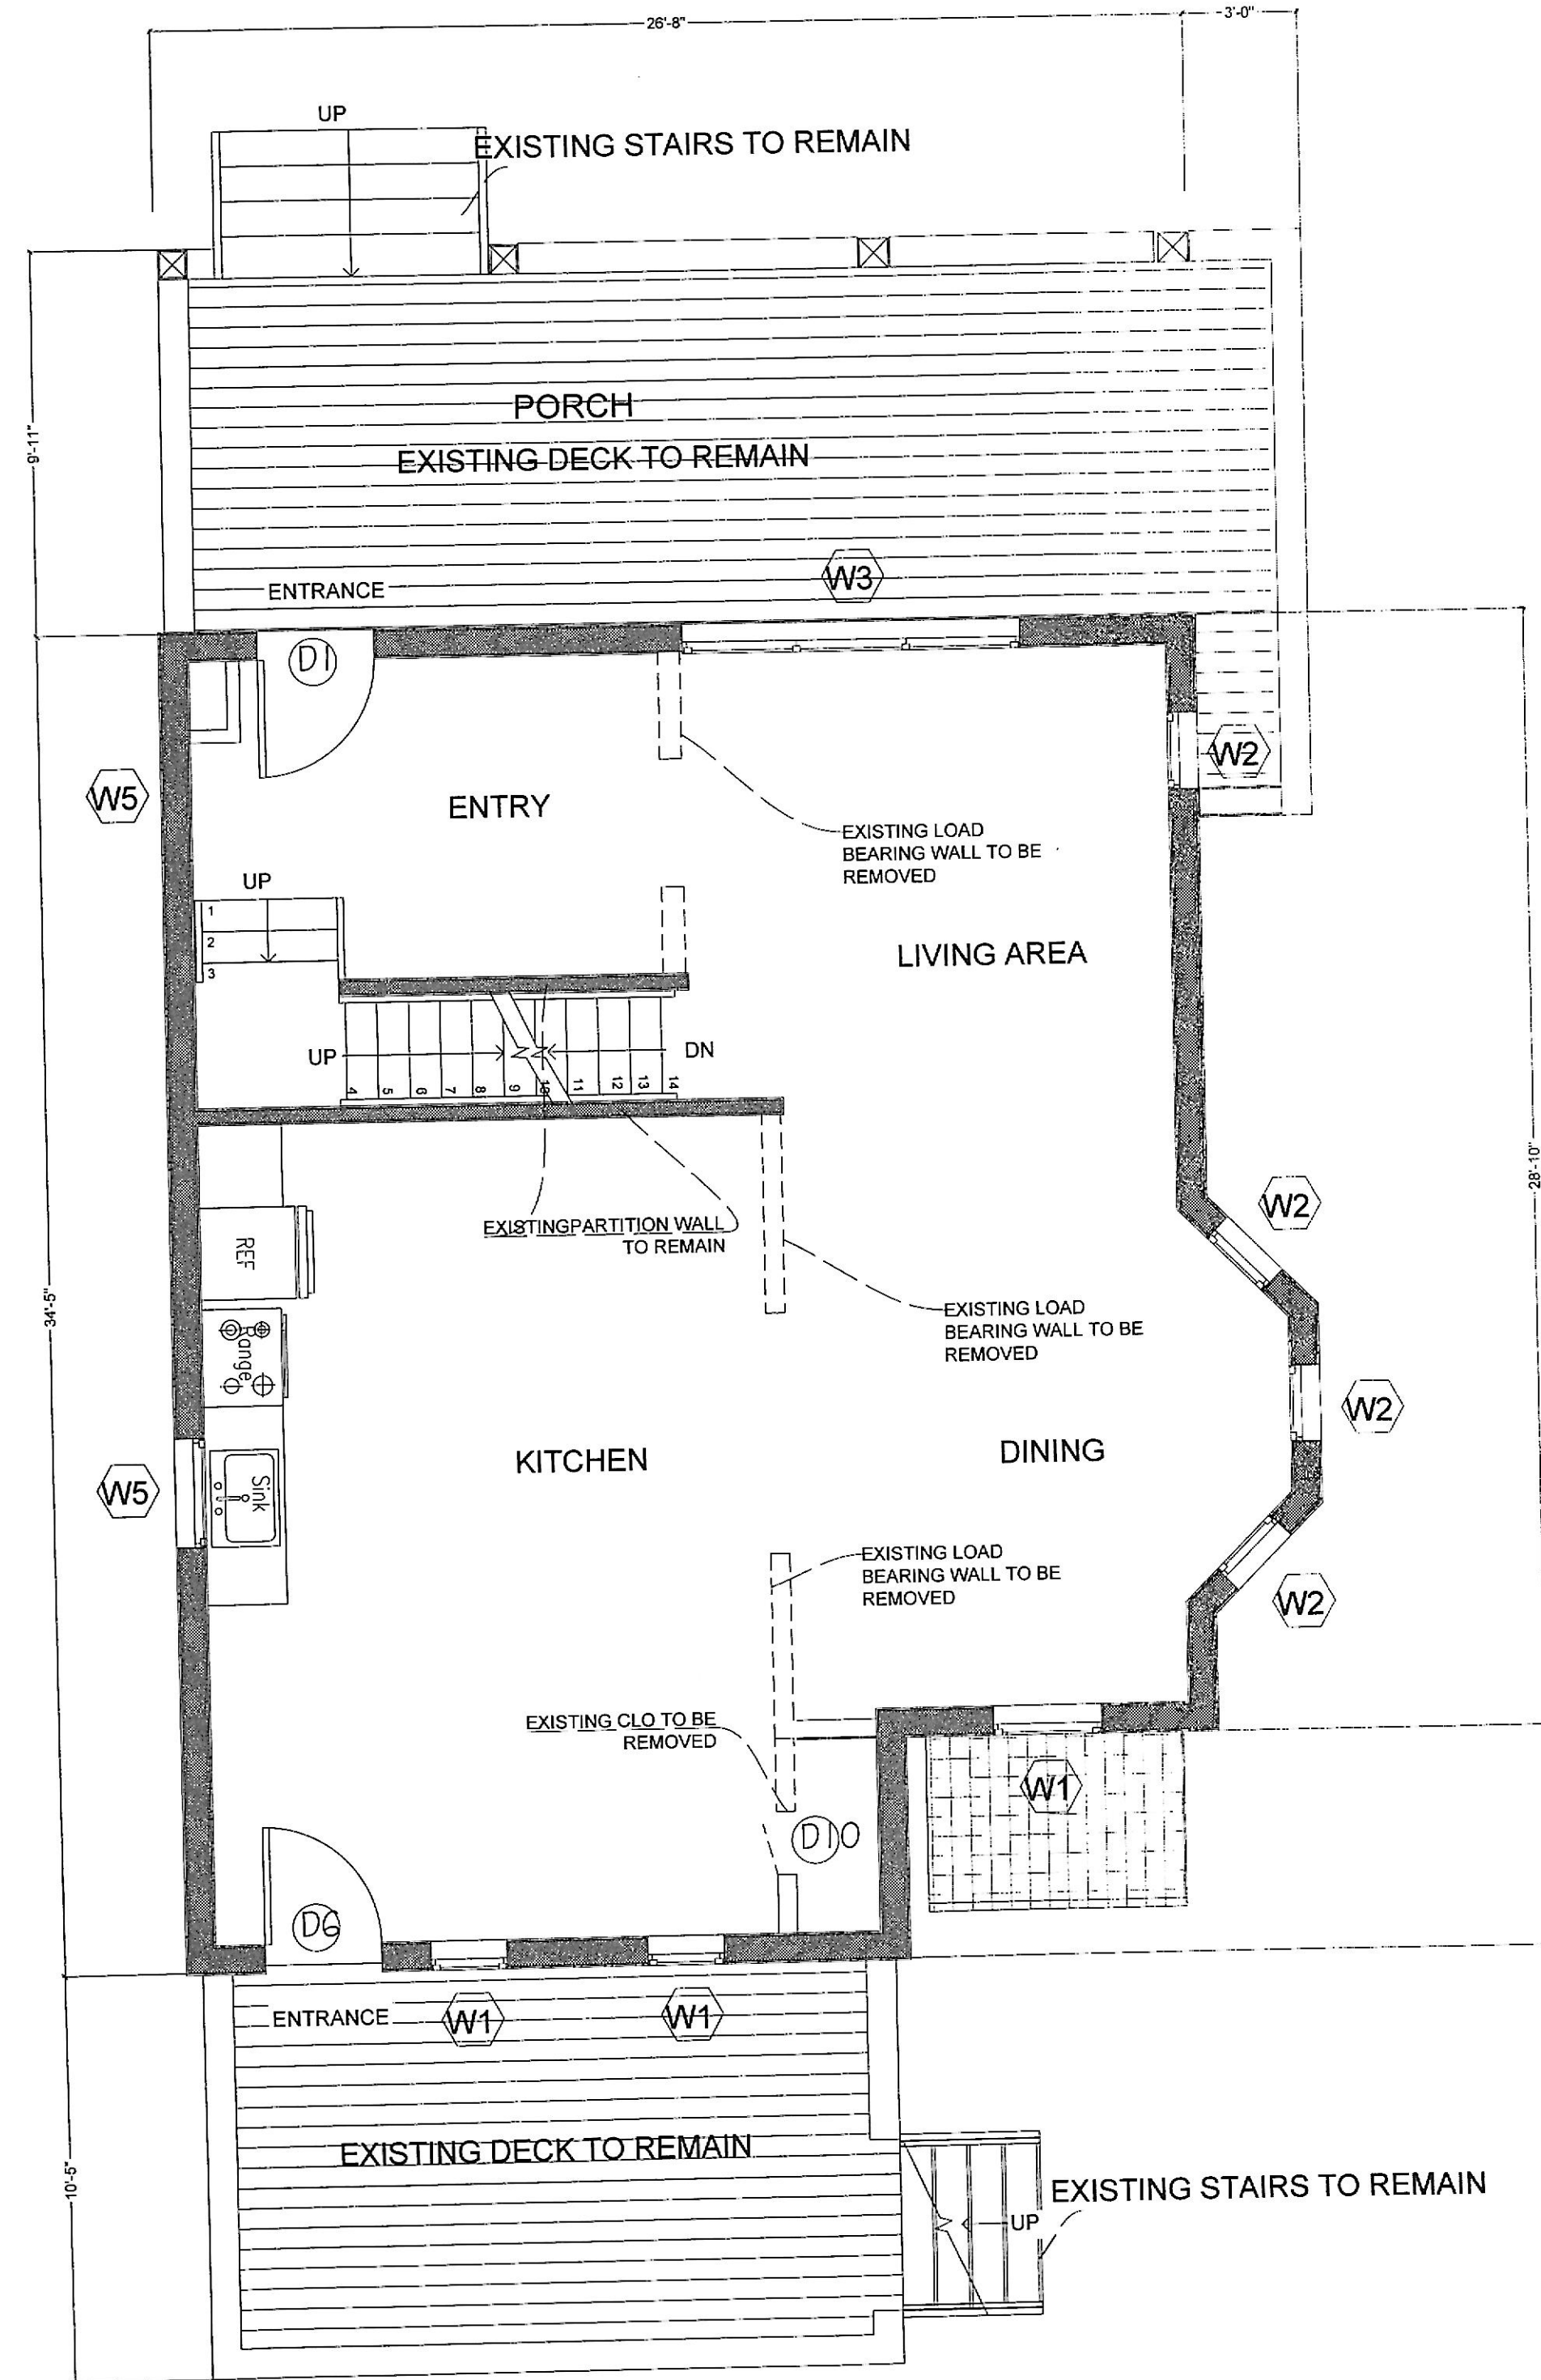 26'-8"
3'-0"
UP
EXISTING STAIRS TO REMAIN
9'-11"
PORCH
EXISTING DECK TO REMAIN
W3
ENTRANCE
D1
W2
W5
ENTRY
EXISTING LOAD
BEARING WALL TO BE
REMOVED
UP
1
2
3
LIVING AREA
UP
DN
4
5
6
7
8
9
10
11
12
13
14
28'-10"
W2
EXISTINGPARTITION WALL
TO REMAIN
REF
34'-5"
EXISTING LOAD
BEARING WALL TO BE
REMOVED
Range
W2
KITCHEN
DINING
W5
Sink
EXISTING LOAD
BEARING WALL TO BE
REMOVED
W2
EXISTING CLO TO BE
REMOVED
W1
D10
D6
ENTRANCE
W1
W1
EXISTING DECK TO REMAIN
10'-5"
EXISTING STAIRS TO REMAIN
UP